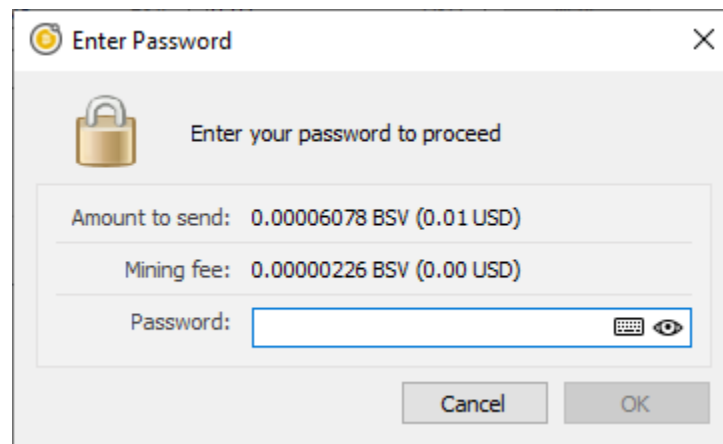 Enter Password
Enter your password to proceed
Amount to send: 0.00006078 BSV (0.01 USD)
Mining fee: 0.00000226 BSV (0.00 USD)
Password:
Cancel OK